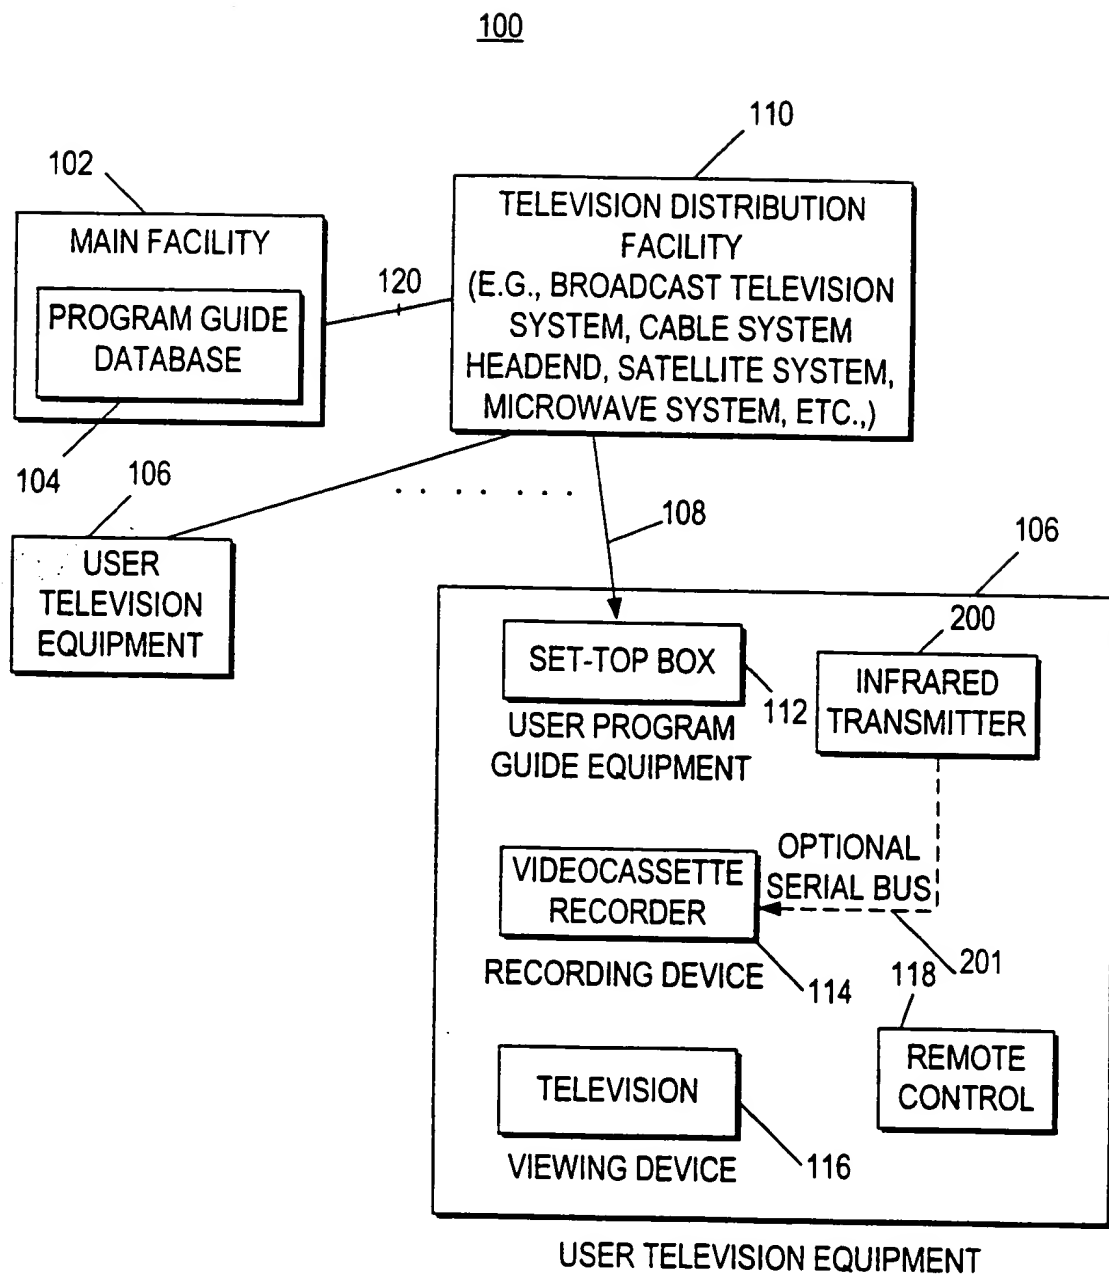 100
110
102
MAIN FACILITY
PROGRAM GUIDE
DATABASE
120
TELEVISION DISTRIBUTION
FACILITY
(E.G., BROADCAST TELEVISION
SYSTEM, CABLE SYSTEM
HEADEND, SATELLITE SYSTEM,
MICROWAVE SYSTEM, ETC.,)
104
106
108
USER
TELEVISION
EQUIPMENT
106
SET-TOP BOX
112
USER PROGRAM
GUIDE EQUIPMENT
200
INFRARED
TRANSMITTER
OPTIONAL
SERIAL BUS
VIDEOCASSETTE
RECORDER
RECORDING DEVICE
114
201
118
REMOTE
CONTROL
TELEVISION
VIEWING DEVICE
116
USER TELEVISION EQUIPMENT